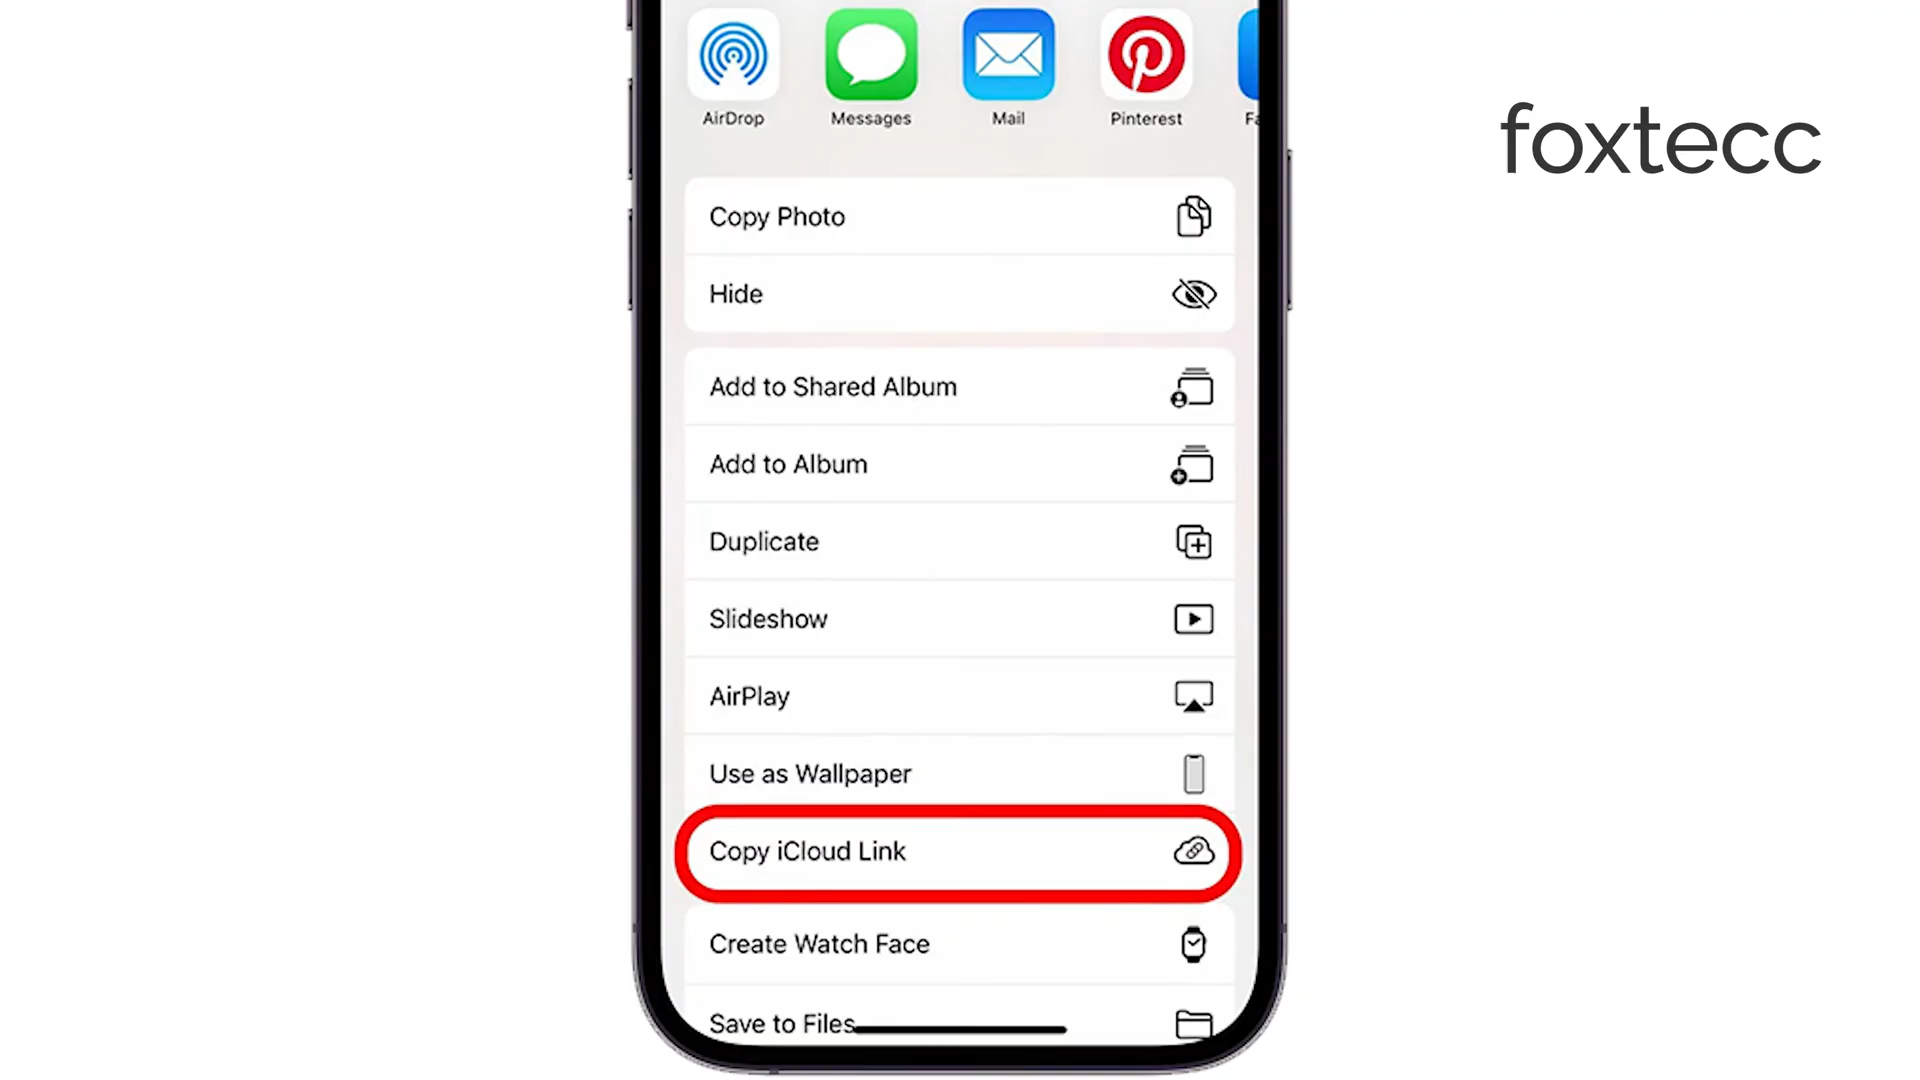 AirDrop
Messages
Mail
Pinterest
foxtecc
Copy Photo
Hide
Add to Shared Album
Add to Album
Duplicate
Slideshow
AirPlay
Use as Wallpaper
Copy iCloud Link
Create Watch Face
Save to Files